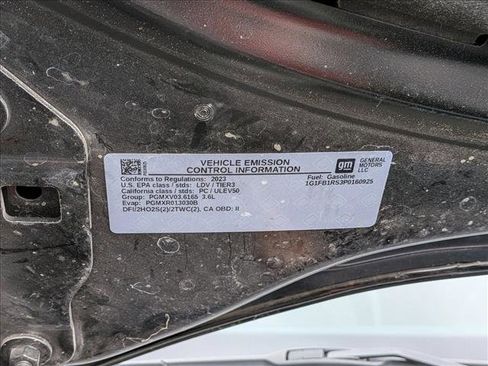 VEHICLE EMISSION
CONTROL INFORMATION
gm
GENERAL
MOTORS
LLC
Conforms to Regulations: 2023
Fuel: Gasoline
U.S. EPA class / stds: LDV / TIER3
1G1FB1RS3P0160925
California class / stds: PC / ULEV50
Group: PGMXV03.6165 3.6L
Evap: PGMXR013030B
DFI/2HO2S(2)/2TWC(2), CA OBD: II